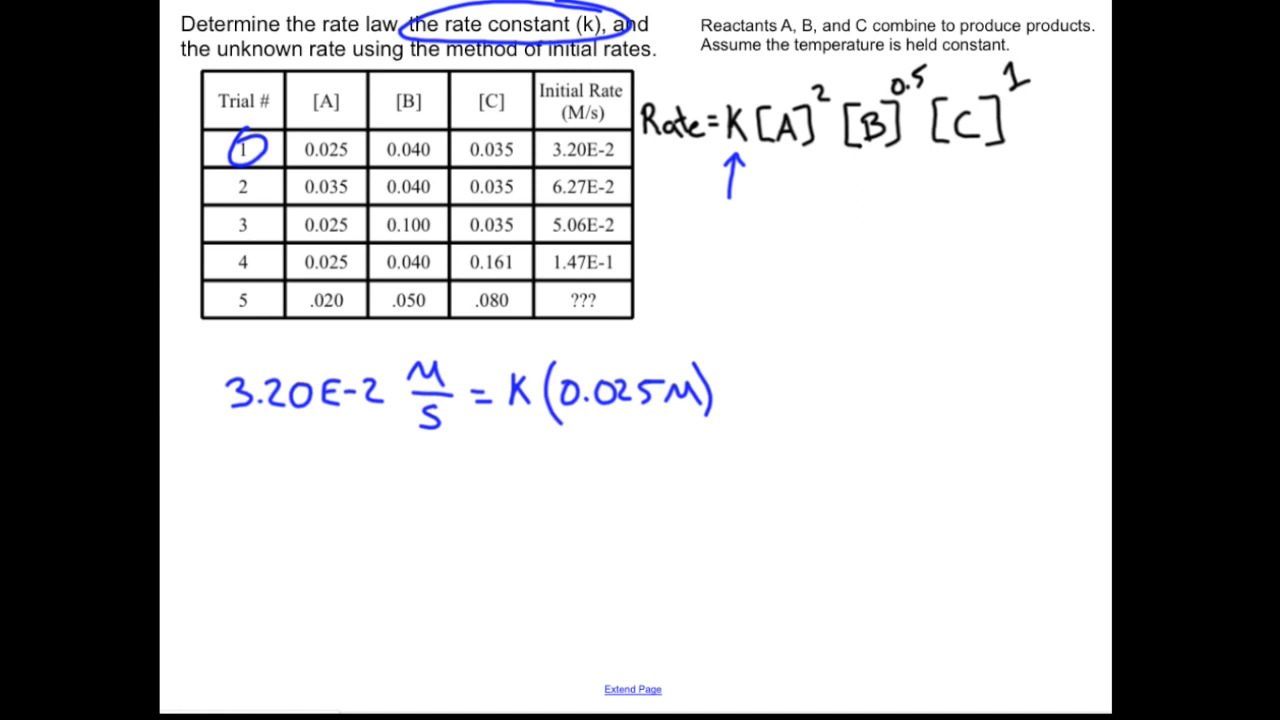 Determine the rate law, the rate constant (k), and
the unknown rate using the method of initial rates.
Reactants A, B, and C combine to produce products.
Assume the temperature is held constant.
Trial # [A] [B] [C] Initial Rate (M/s)
1 0.025 0.040 0.035 3.20E-2
2 0.035 0.040 0.035 6.27E-2
3 0.025 0.100 0.035 5.06E-2
4 0.025 0.040 0.161 1.47E-1
5 .020 .050 .080 ???
Rate = K [A]² [B]^0.5 [C]^1
3.20E-2 M/S = K (0.025M)
Extend Page